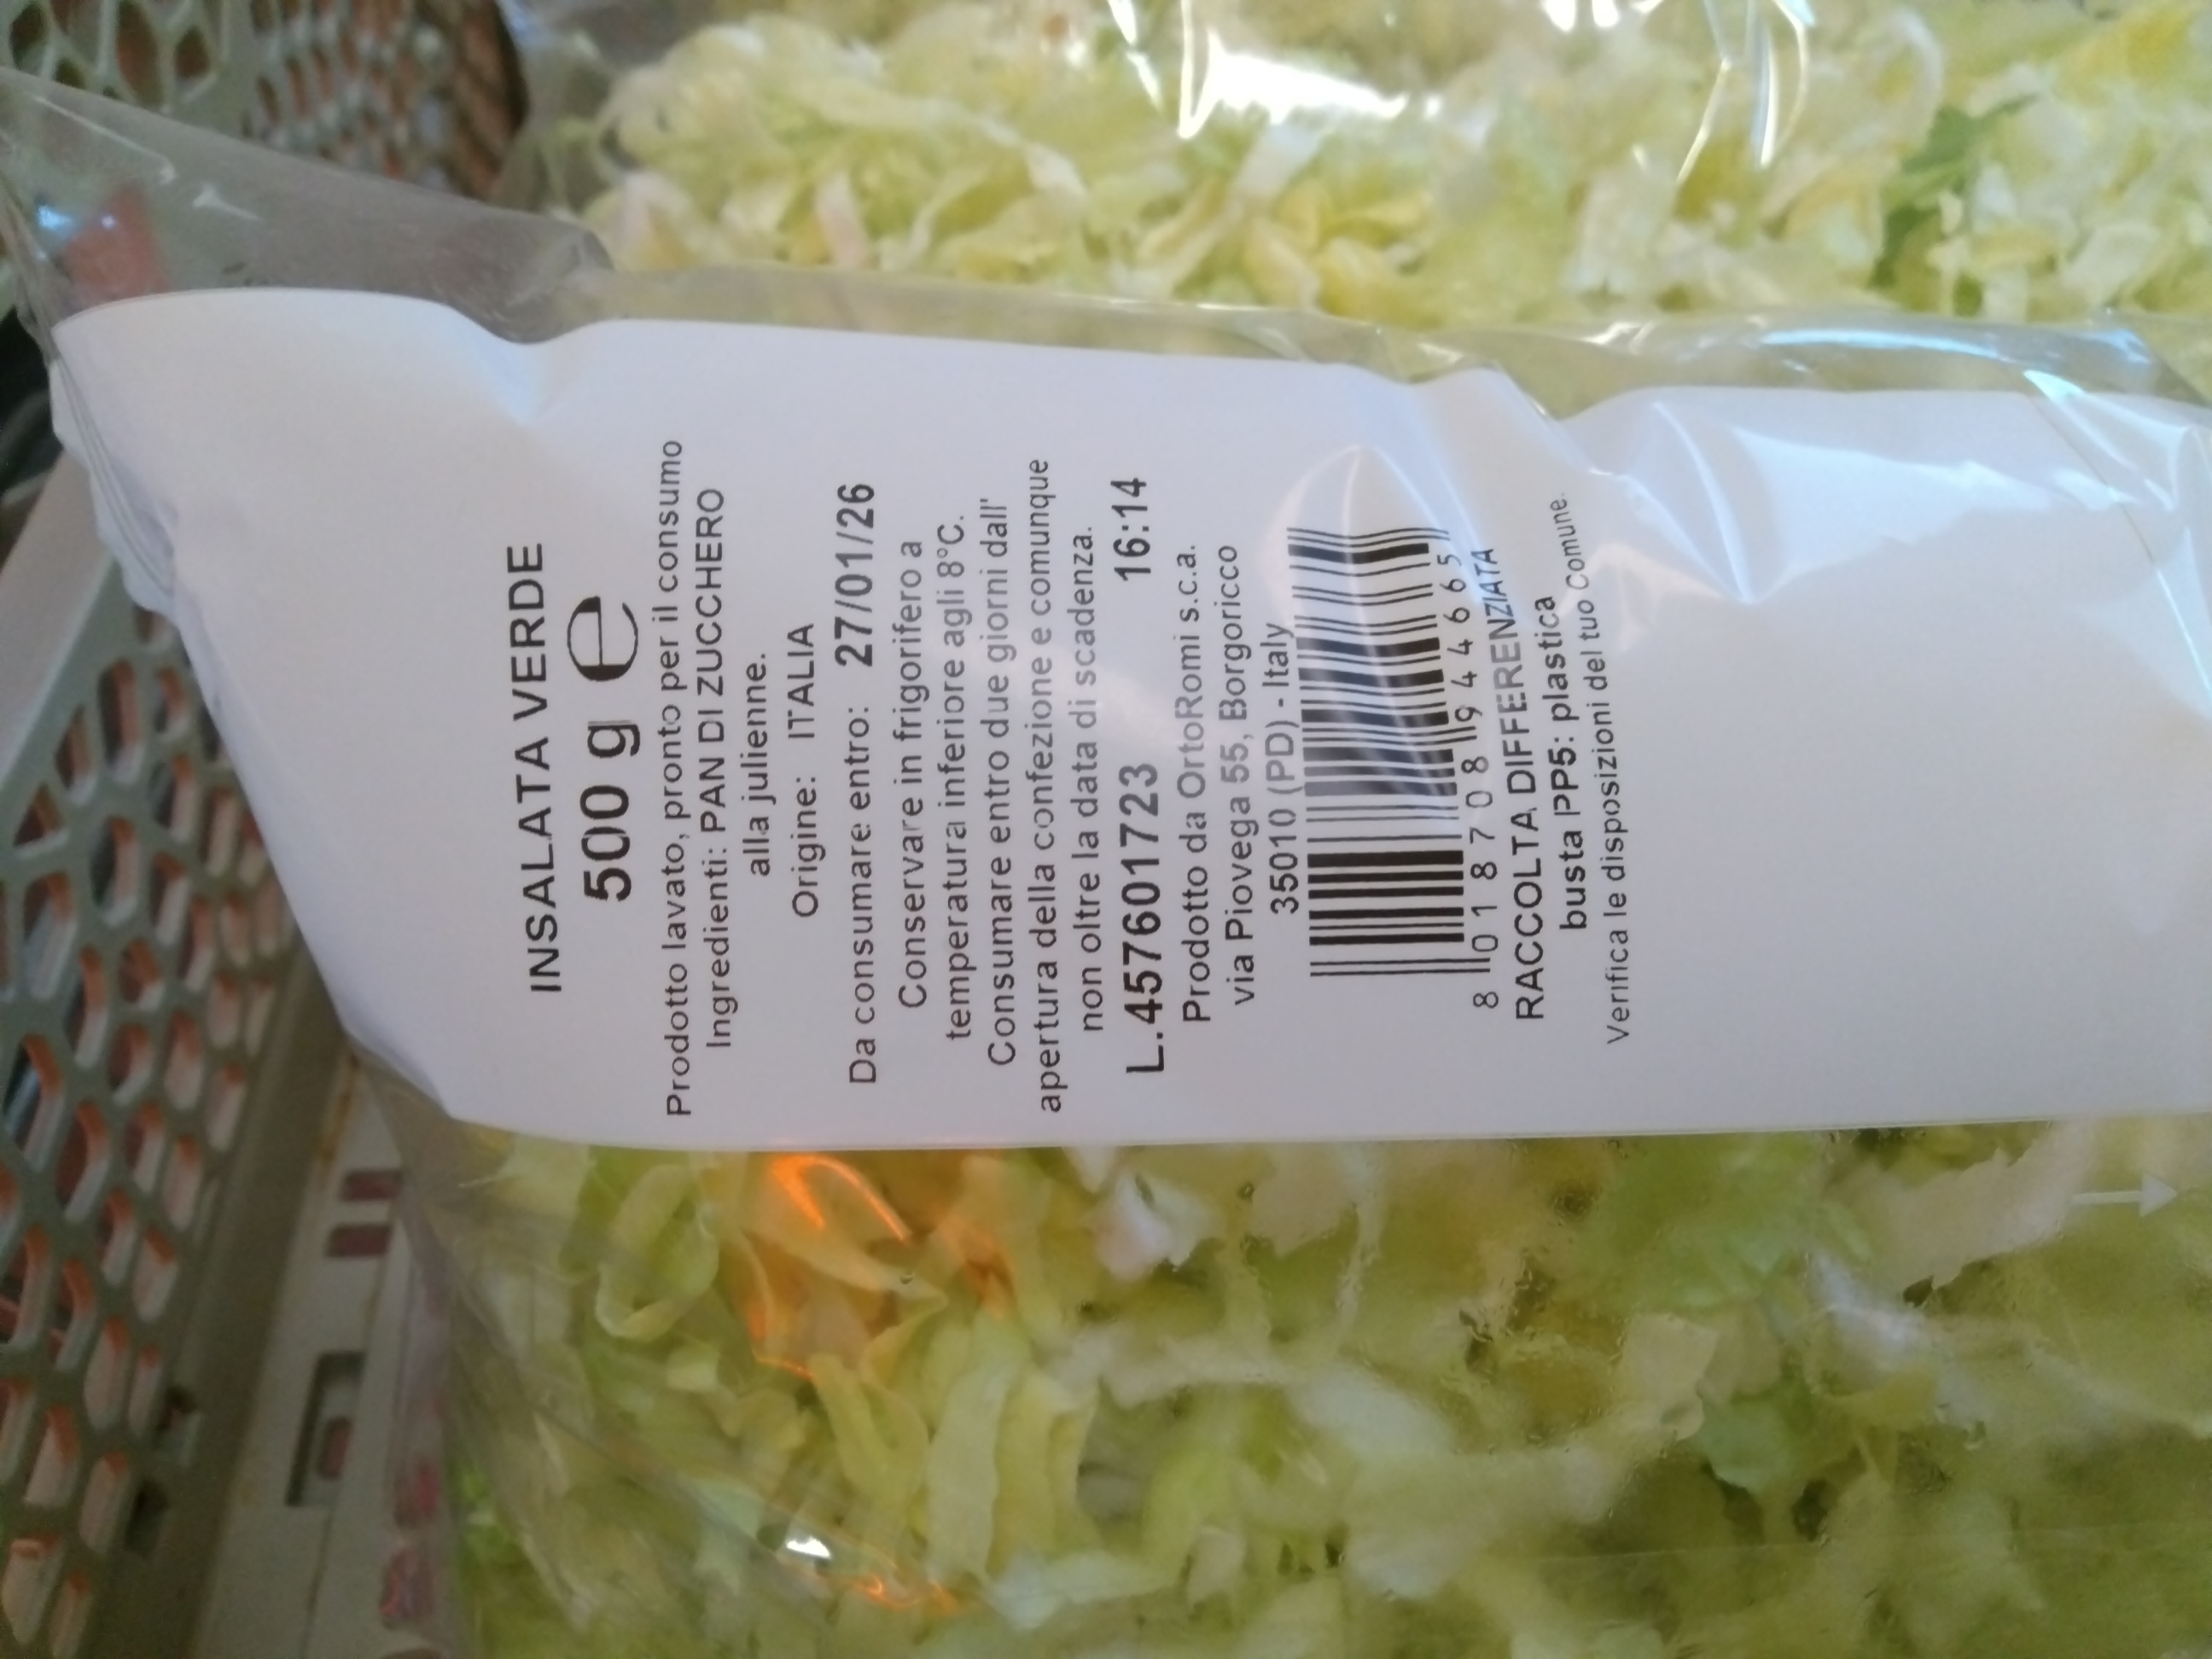 INSALATA VERDE
500 g ℮
Prodotto lavato, pronto per il consumo
Ingredienti: PAN DI ZUCCHERO
alla julienne.
Origine: ITALIA
Da consumare entro: 27/01/26
Conservare in frigorifero a
temperatura inferiore agli 8°C.
Consumare entro due giorni dall'
apertura della confezione e comunque
non oltre la data di scadenza.
L.457601723 16:14
Prodotto da OrtoRomi s.c.a.
via Piovega 55, Borgoricco
35010 (PD) - Italy
8 018708 944665
RACCOLTA DIFFERENZIATA
busta PP5: plastica
Verifica le disposizioni del tuo Comune.